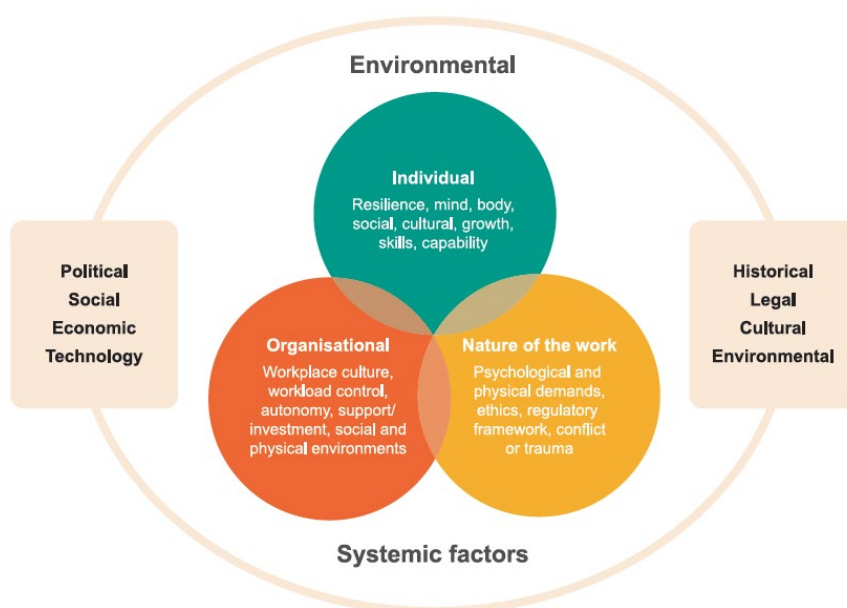 Environmental
Individual
Resilience, mind, body,
social, cultural, growth,
skills, capability
Political
Social
Economic
Technology
Historical
Legal
Cultural
Environmental
Organisational
Workplace culture,
workload control,
autonomy, support/
investment, social and
physical environments
Nature of the work
Psychological and
physical demands,
ethics, regulatory
framework, conflict
or trauma
Systemic factors